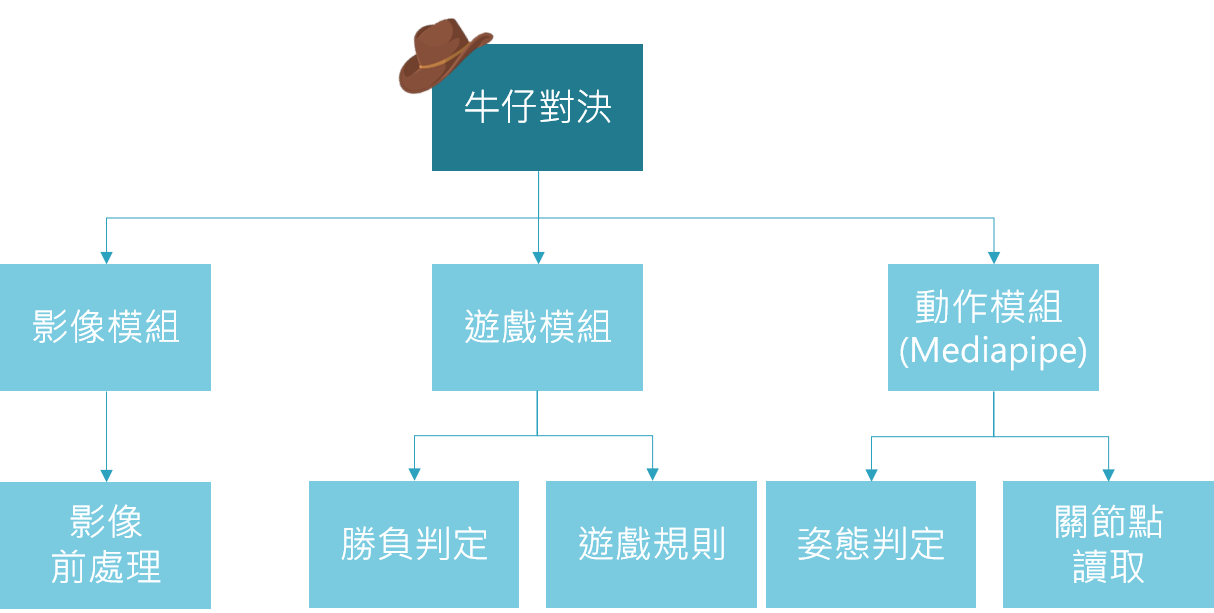 牛仔對決
影像模組
遊戲模組
動作模組
(Mediapipe)
影像
前處理
勝負判定
遊戲規則
姿態判定
關節點
讀取